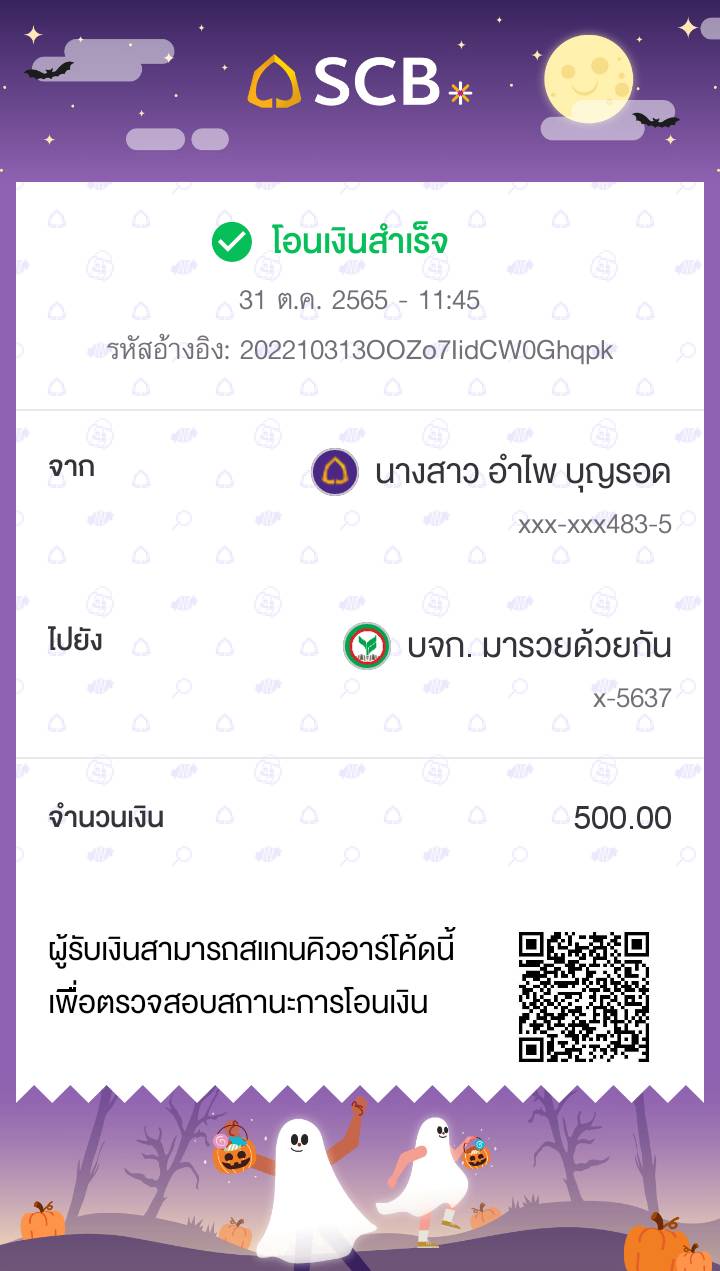 SCB
โอนเงินสำเร็จ
31 ต.ค. 2565 - 11:45
รหัสอ้างอิง: 202210313OOZo7IidCW0Ghqpk
จาก
นางสาว อำไพ บุญรอด
xxx-xxx483-5
ไปยัง
บจก. มารวยด้วยกัน
x-5637
จำนวนเงิน
500.00
ผู้รับเงินสามารถสแกนคิวอาร์โค้ดนี้
เพื่อตรวจสอบสถานะการโอนเงิน